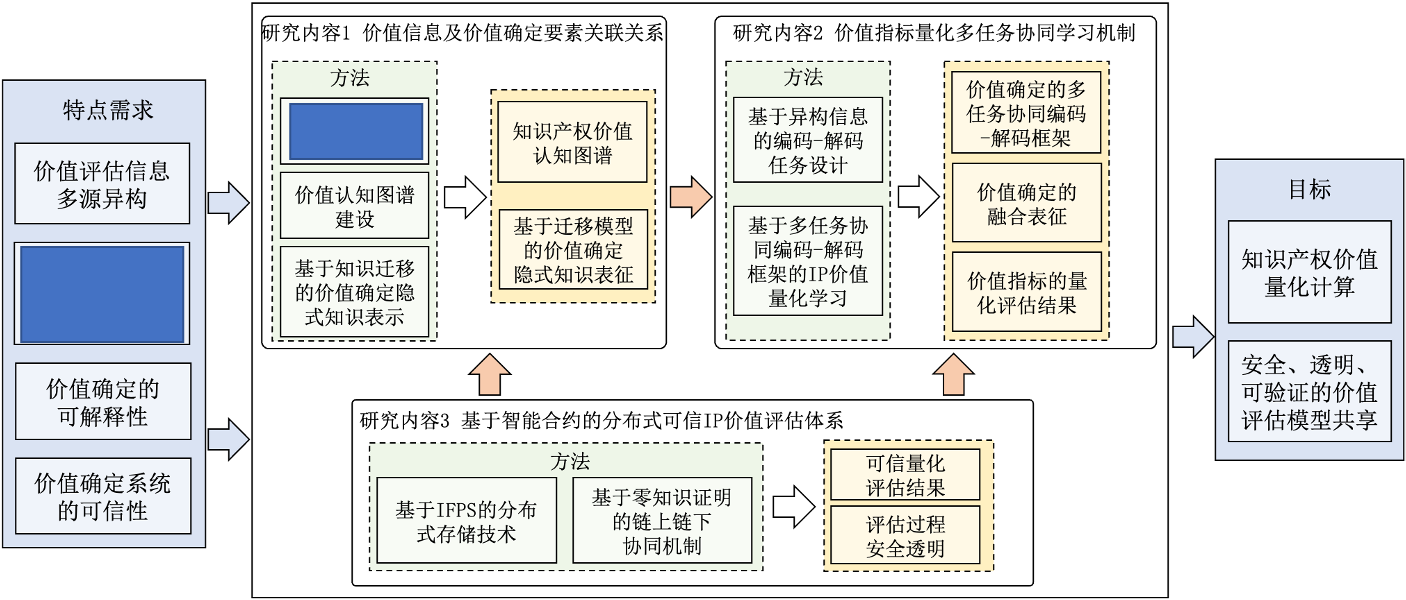 特点需求
价值评估信息
多源异构
价值确定的
可解释性
价值确定系统
的可信性
研究内容1 价值信息及价值确定要素关联关系
方法
价值认知图谱
建设
基于知识迁移
的价值确定隐
式知识表示
知识产权价值
认知图谱
基于迁移模型
的价值确定
隐式知识表征
研究内容2 价值指标量化多任务协同学习机制
方法
基于异构信息
的编码-解码
任务设计
基于多任务协
同编码-解码
框架的IP价值
量化学习
价值确定的多
任务协同编码
-解码框架
价值确定的
融合表征
价值指标的量
化评估结果
研究内容3 基于智能合约的分布式可信IP价值评估体系
方法
基于IFPS的分布
式存储技术
基于零知识证明
的链上链下
协同机制
可信量化
评估结果
评估过程
安全透明
目标
知识产权价值
量化计算
安全、透明、
可验证的价值
评估模型共享